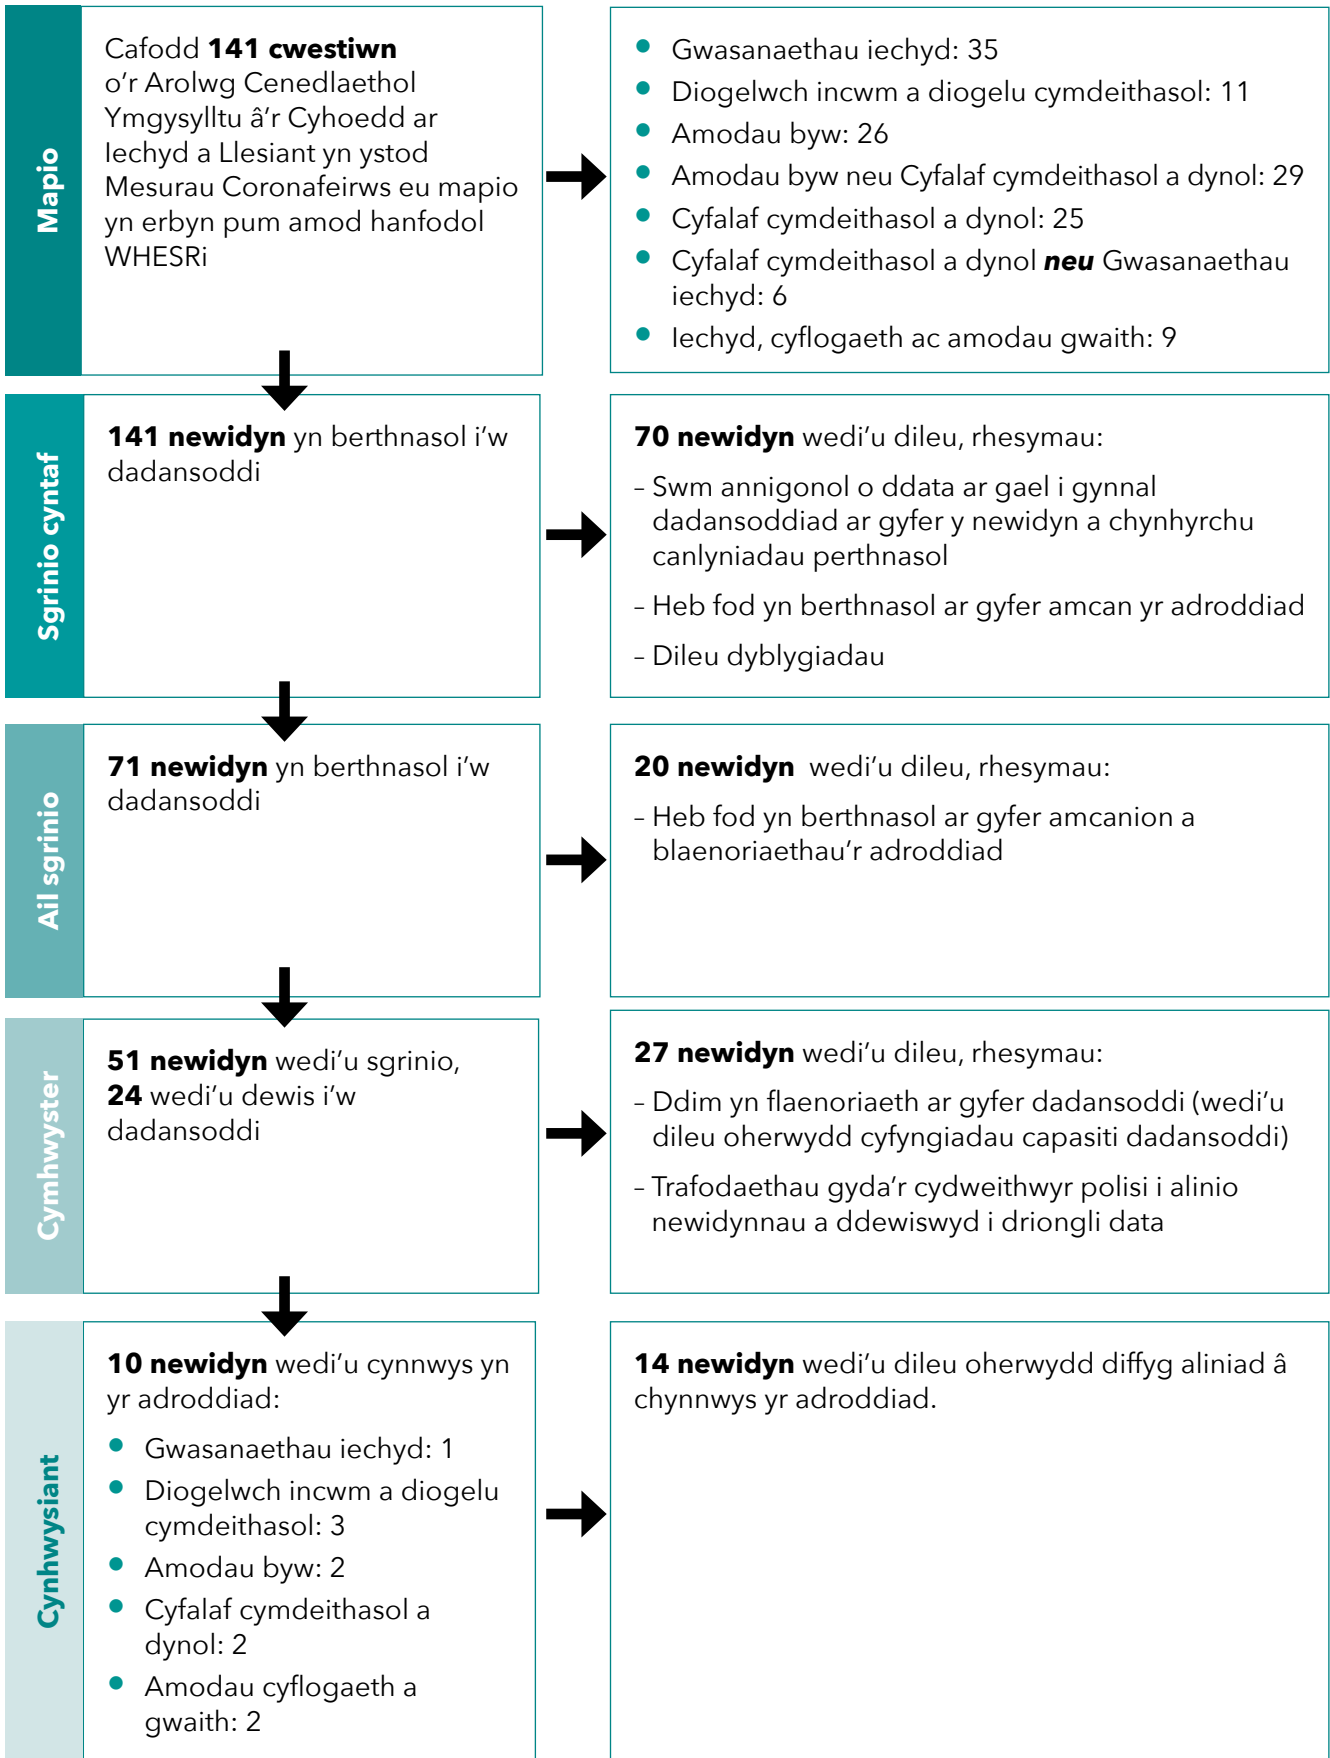 Mapio
Cafodd 141 cwestiwn
o'r Arolwg Cenedlaethol
Ymgysylltu â'r Cyhoedd ar
Iechyd a Llesiant yn ystod
Mesurau Coronafeirws eu mapio
yn erbyn pum amod hanfodol
WHESRi
• Gwasanaethau iechyd: 35
• Diogelwch incwm a diogelu cymdeithasol: 11
• Amodau byw: 26
• Amodau byw neu Cyfalaf cymdeithasol a dynol: 29
• Cyfalaf cymdeithasol a dynol: 25
• Cyfalaf cymdeithasol a dynol neu Gwasanaethau
iechyd: 6
• Iechyd, cyflogaeth ac amodau gwaith: 9
Sgrinio cyntaf
141 newidyn yn berthnasol i'w
dadansoddi
70 newidyn wedi'u dileu, rhesymau:
– Swm annigonol o ddata ar gael i gynnal
dadansoddiad ar gyfer y newidyn a chynhyrchu
canlyniadau perthnasol
– Heb fod yn berthnasol ar gyfer amcan yr adroddiad
– Dileu dyblygiadau
Ail sgrinio
71 newidyn yn berthnasol i'w
dadansoddi
20 newidyn wedi'u dileu, rhesymau:
– Heb fod yn berthnasol ar gyfer amcanion a
blaenoriaethau'r adroddiad
Cymhwyster
51 newidyn wedi'u sgrinio,
24 wedi'u dewis i'w
dadansoddi
27 newidyn wedi'u dileu, rhesymau:
– Ddim yn flaenoriaeth ar gyfer dadansoddi (wedi'u
dileu oherwydd cyfyngiadau capasiti dadansoddi)
– Trafodaethau gyda'r cydweithwyr polisi i alinio
newidynnau a ddewiswyd i driongli data
Cynhwysiant
10 newidyn wedi'u cynnwys yn
yr adroddiad:
• Gwasanaethau iechyd: 1
• Diogelwch incwm a diogelu
cymdeithasol: 3
• Amodau byw: 2
• Cyfalaf cymdeithasol a
dynol: 2
• Amodau cyflogaeth a
gwaith: 2
14 newidyn wedi'u dileu oherwydd diffyg aliniad â
chynnwys yr adroddiad.